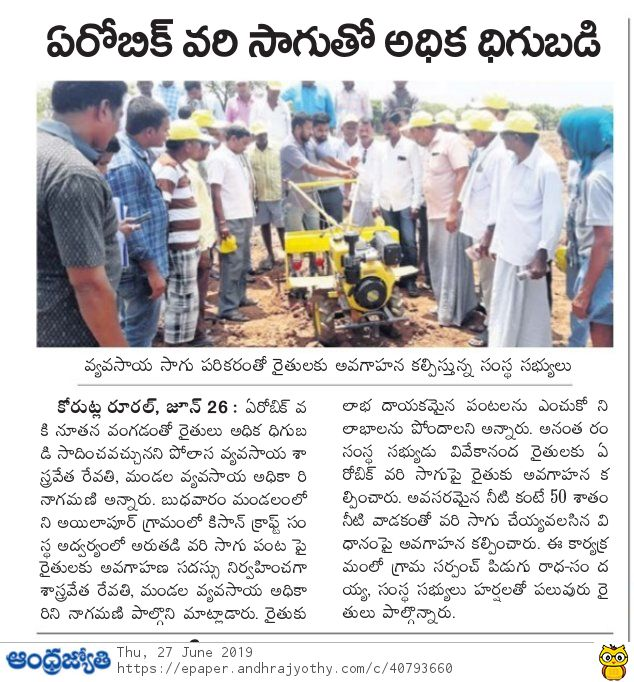 ఏరోబిక్ వరి సాగుతో అధిక ధిగుబడి
వ్యవసాయ సాగు పరికరంతో రైతులకు అవగాహన కల్పిస్తున్న సంస్థ సభ్యులు
కోరుట్ల రూరల్, జూన్ 26 : ఏరోబిక్ వ
కి నూతన వంగడంతో రైతులు అధిక ధిగుబ
డి సాదించవచ్చునని పోలాస వ్యవసాయ శా
స్త్రవేత రేవతి, మండల వ్యవసాయ అధికా రి
నాగమణి అన్నారు. బుధవారం మండలంలో
ని అయిలాపూర్ గ్రామంలో కిసాన్ క్రాఫ్ట్ సం
స్థ అద్వర్యంలో అరుతడి వరి సాగు పంట పై
రైతులకు అవగాహణ సదస్సు నిర్వహించగా
శాస్త్రవేత రేవతి, మండల వ్యవసాయ అధికా
రిని నాగమణి పాల్గొని మాట్లాడారు. రైతుకు
లాభ దాయకమైన పంటలను ఎంచుకో ని
లాబాలను పోందాలని అన్నారు. అనంత రం
సంస్థ సభ్యుడు వివేకానంద రైతులకు ఏ
రోబిక్ వరి సాగుపై రైతుకు అవగాహన క
ల్పించారు. అవసరమైన నీటి కంటే 50 శాతం
నీటి వాడకంతో వరి సాగు చేయ్యవలసిన వి
ధానంపై అవగాహన కల్పించారు. ఈ కార్యక్ర
మంలో గ్రామ సర్పంచ్ పిడుగు రాధ-సం ద
య్య, సంస్థ సభ్యులు హర్షలతో పలువురు రై
తులు పాల్గొన్నారు.
ఆంధ్రజ్యోతి
Thu, 27 June 2019
https://epaper.andhrajyothy.com/c/40793660